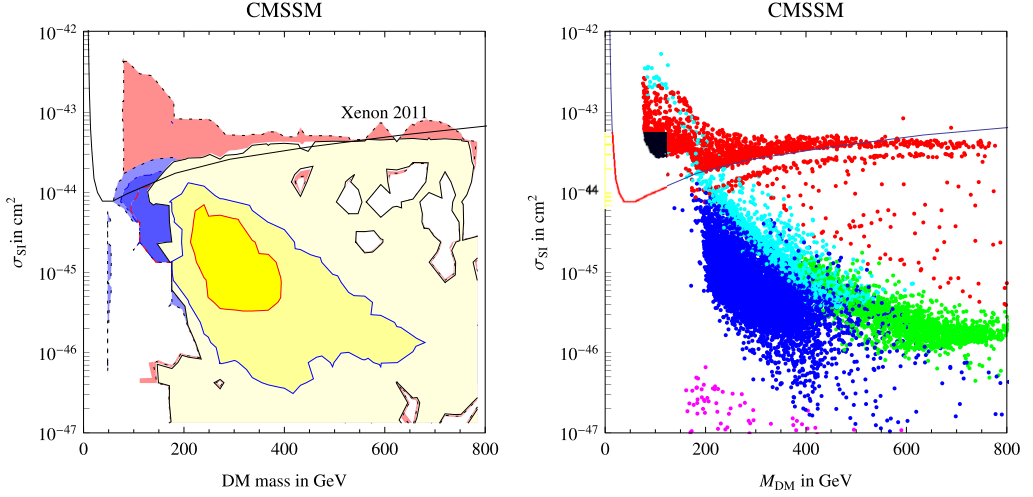 CMSSM
10⁻⁴²
10⁻⁴³
10⁻⁴⁴
10⁻⁴⁵
10⁻⁴⁶
10⁻⁴⁷
σSI in cm²
Xenon 2011
0 200 400 600 800
DM mass in GeV
CMSSM
10⁻⁴²
10⁻⁴³
10⁻⁴⁴
10⁻⁴⁵
10⁻⁴⁶
10⁻⁴⁷
σSI in cm²
0 200 400 600 800
MDM in GeV